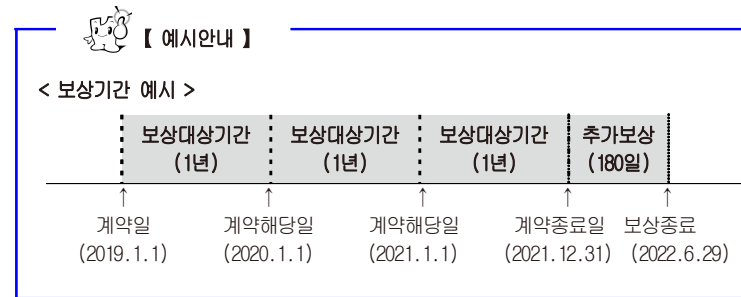 【 예시안내 】
< 보상기간 예시 >
보상대상기간 보상대상기간 보상대상기간 추가보상
(1년) (1년) (1년) (180일)
↑ ↑ ↑ ↑ ↑
계약일 계약해당일 계약해당일 계약종료일 보상종료
(2019.1.1) (2020.1.1) (2021.1.1) (2021.12.31) (2022.6.29)